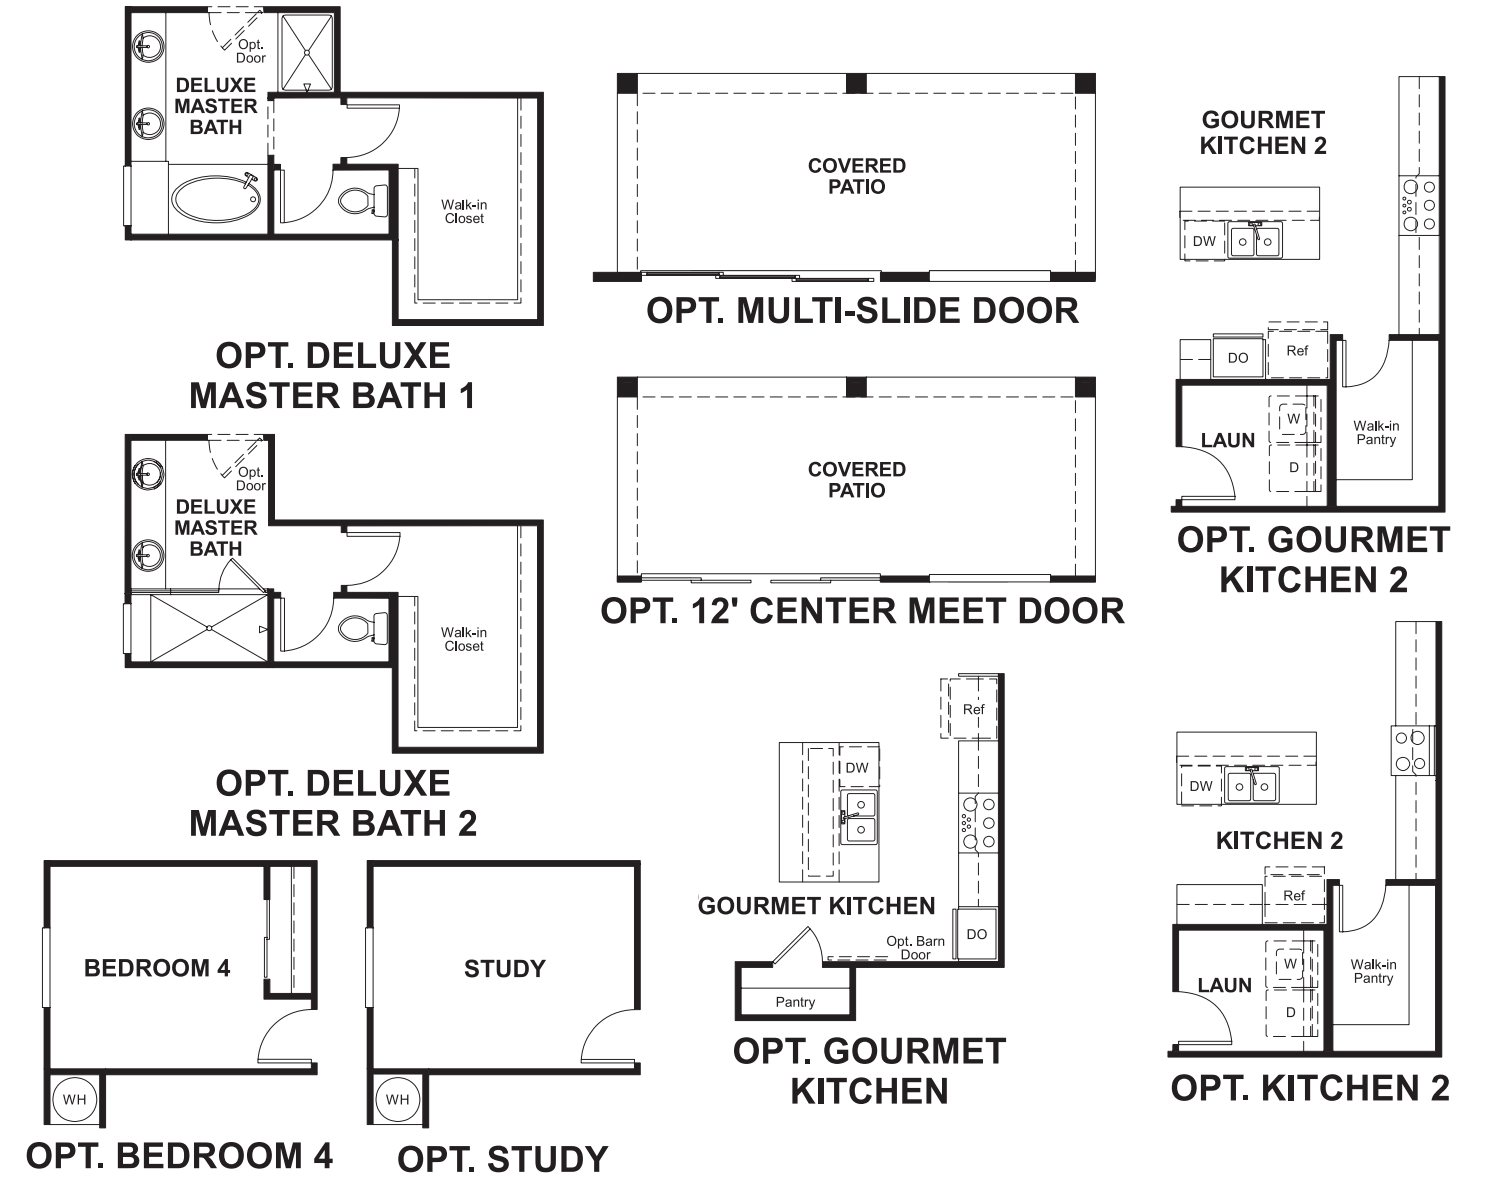 Opt.
Door
DELUXE
MASTER
BATH
Walk-in
Closet
OPT. DELUXE
MASTER BATH 1
COVERED
PATIO
OPT. MULTI-SLIDE DOOR
GOURMET
KITCHEN 2
DW
DO
Ref
LAUN
W
D
Walk-in
Pantry
OPT. GOURMET
KITCHEN 2
Opt.
Door
DELUXE
MASTER
BATH
Walk-in
Closet
OPT. DELUXE
MASTER BATH 2
COVERED
PATIO
OPT. 12' CENTER MEET DOOR
Ref
DW
GOURMET KITCHEN
Opt. Barn
Door
DO
Pantry
OPT. GOURMET
KITCHEN
DW
KITCHEN 2
Ref
LAUN
W
D
Walk-in
Pantry
OPT. KITCHEN 2
BEDROOM 4
WH
OPT. BEDROOM 4
STUDY
WH
OPT. STUDY